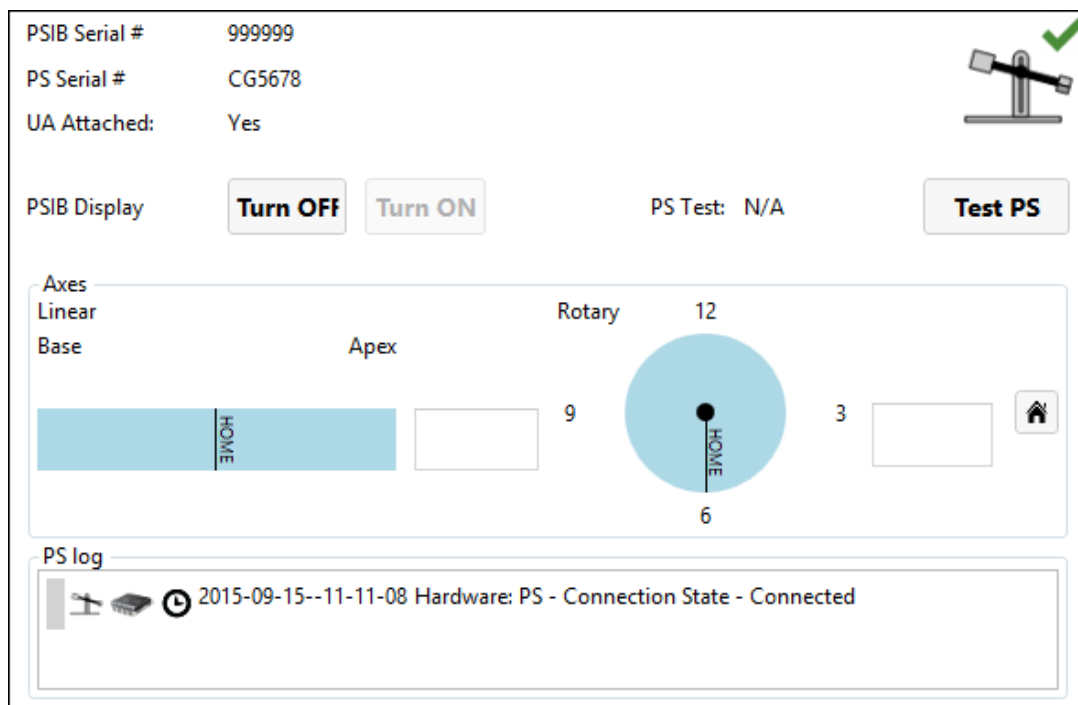 PSIB Serial # 999999
PS Serial # CG5678
UA Attached: Yes
PSIB Display Turn OFF Turn ON PS Test: N/A Test PS
Axes
Linear Rotary 12
Base Apex
HOME 9 HOME 3
6
PS log
2015-09-15--11-11-08 Hardware: PS - Connection State - Connected